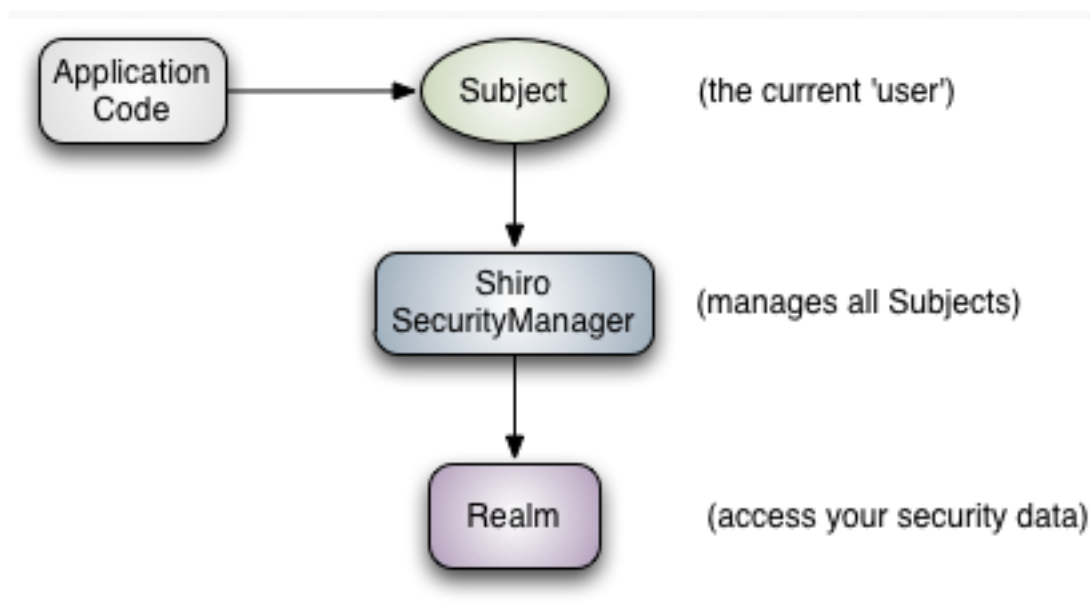 Application
Code
Subject
(the current 'user')
Shiro
SecurityManager
(manages all Subjects)
Realm
(access your security data)